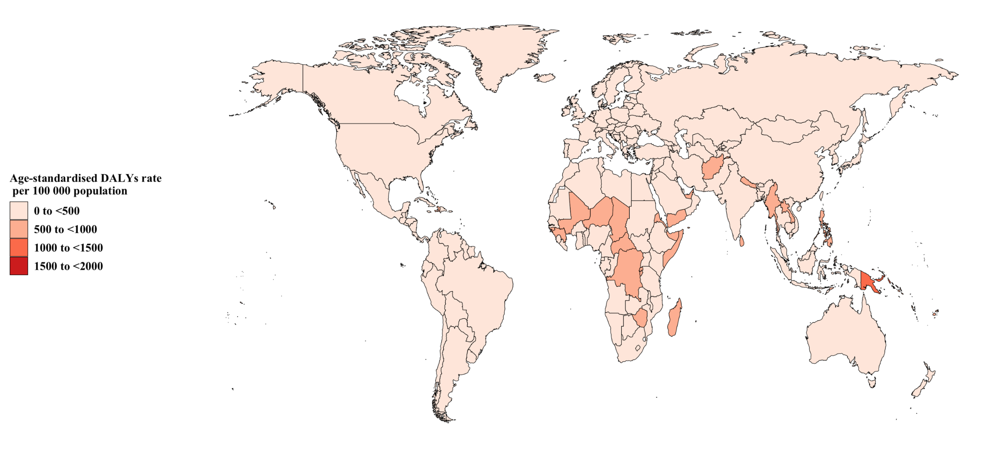 Age-standardised DALYs rate
per 100 000 population
0 to <500
500 to <1000
1000 to <1500
1500 to <2000